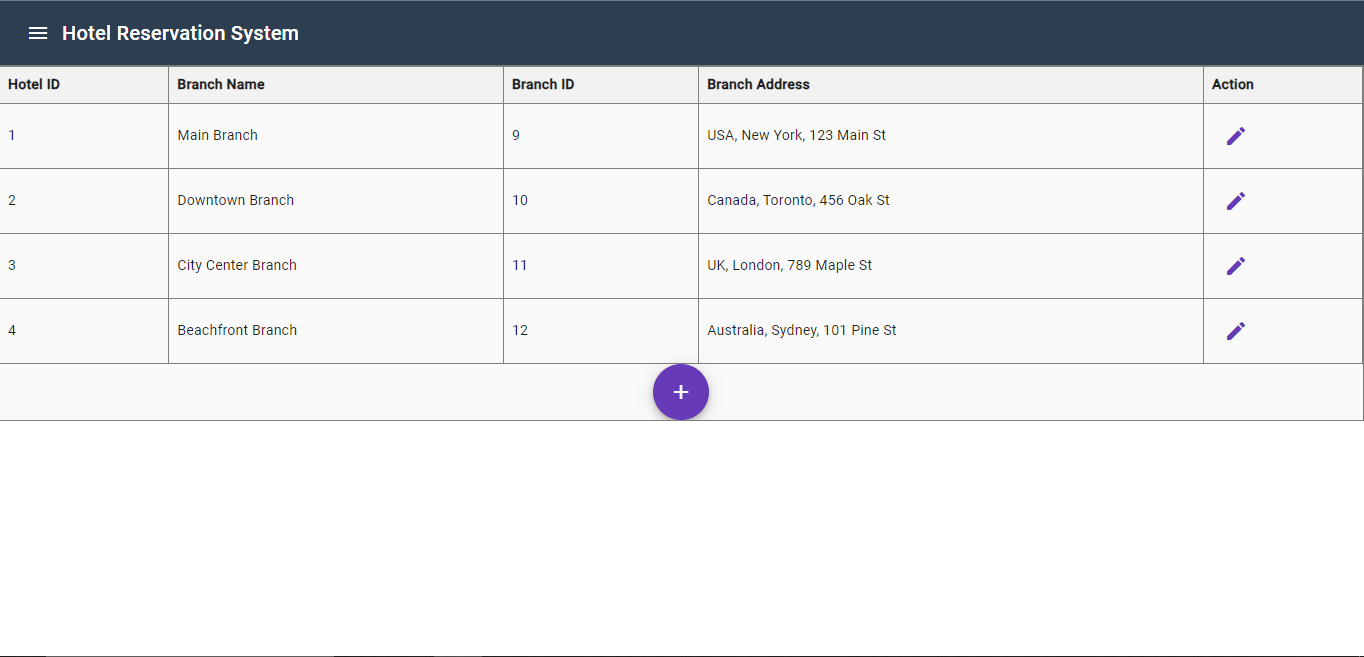 Hotel Reservation System
Hotel ID Branch Name Branch ID Branch Address Action
1 Main Branch 9 USA, New York, 123 Main St
2 Downtown Branch 10 Canada, Toronto, 456 Oak St
3 City Center Branch 11 UK, London, 789 Maple St
4 Beachfront Branch 12 Australia, Sydney, 101 Pine St
+